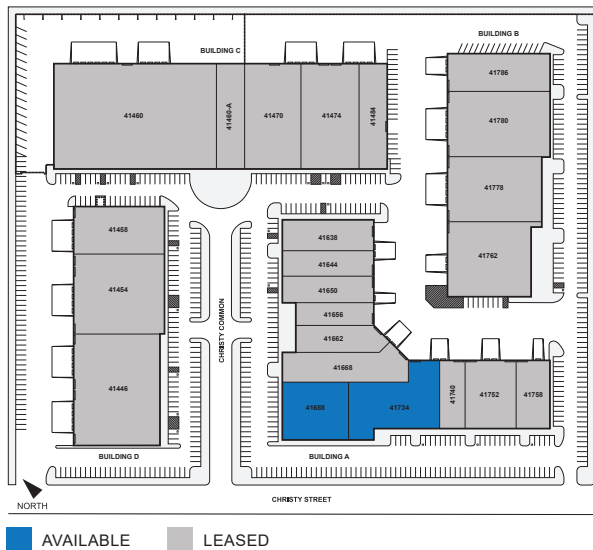 BUILDING B
BUILDING C
41786
41460
41460-A
41470
41474
41484
41780
41778
41762
41458
41454
41446
CHRISTY COMMON
41638
41644
41650
41656
41662
41668
41688
41734
41740
41752
41758
BUILDING D
BUILDING A
NORTH
CHRISTY STREET
AVAILABLE
LEASED